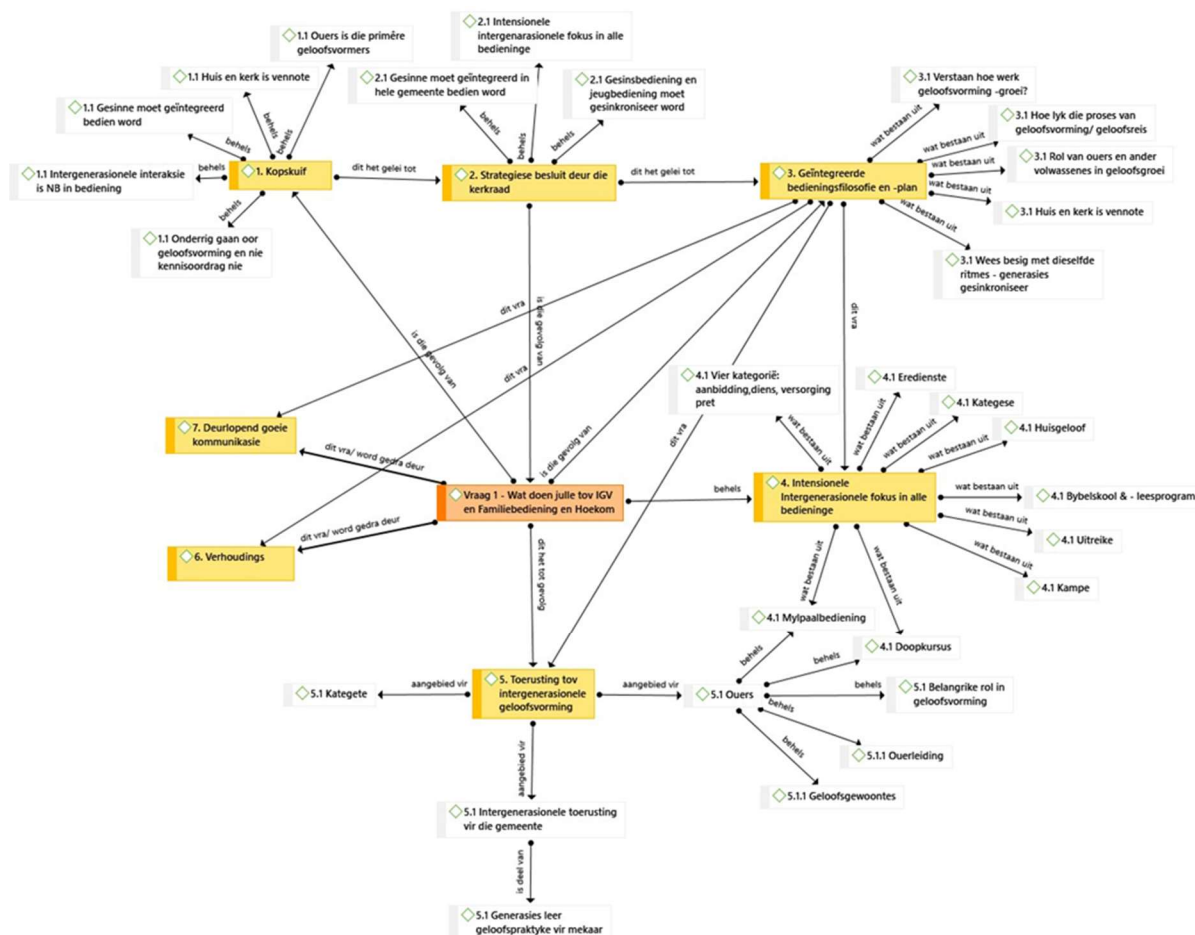 1.1 Ouers is die primêre
geloofsvormers
1.1 Huis en kerk is vennote
1.1 Gesinne moet geïntegreerd
bedien word
1.1 Intergenerasionele interaksie
is NB in bediening
1.1 Onderrig gaan oor
geloofsvorming en nie
kennisoordrag nie
behels
behels
behels
behels
behels
behels
1. Kopskuif
dit het gelei tot
2.1 Intensionele
intergenarasionele fokus in alle
bedieninge
2.1 Gesinne moet geïntegreerd in
hele gemeente bedien word
2.1 Gesinsbediening en
jeugbediening moet
gesinkroniseer word
behels
behels
behels
2. Strategiese besluit deur die
kerkraad
dit het gelei tot
3. Geïntegreerde
bedieningsfilosofie en -plan
3.1 Verstaan hoe werk
geloofsvorming -groei?
3.1 Hoe lyk die proses van
geloofsvorming/ geloofsreis
3.1 Rol van ouers en ander
volwassenes in geloofsgroei
3.1 Huis en kerk is vennote
3.1 Wees besig met dieselfde
ritmes - generasies
gesinkroniseer
wat bestaan uit
wat bestaan uit
wat bestaan uit
wat bestaan uit
wat bestaan uit
is die gevolg van
is die gevolg van
is die gevolg van
dit vra
dit vra
dit vra
dit vra
7. Deurlopend goeie
kommunikasie
dit vra/ word gedra deur
Vraag 1 - Wat doen julle tov IGV
en Familiebediening en Hoekom
dit vra/ word gedra deur
6. Verhoudings
behels
4. Intensionele
Intergenerasionele fokus in alle
bedieninge
4.1 Vier kategorië:
aanbidding,diens, versorging
pret
4.1 Eredienste
4.1 Kategese
4.1 Huisgeloof
4.1 Bybelskool & - leesprogram
4.1 Uitreike
4.1 Kampe
4.1 Mylpaalbediening
4.1 Doopkursus
wat bestaan uit
wat bestaan uit
wat bestaan uit
wat bestaan uit
wat bestaan uit
wat bestaan uit
wat bestaan uit
wat bestaan uit
wat bestaan uit
dit het tot gevolg
5. Toerusting tov
intergenerasionele
geloofsvorming
aangebied vir
5.1 Kategete
aangebied vir
5.1 Ouers
behels
behels
behels
behels
behels
5.1 Belangrike rol in
geloofsvorming
5.1.1 Ouerleiding
5.1.1 Geloofsgewoontes
aangebied vir
5.1 Intergenerasionele toerusting
vir die gemeente
is deel van
5.1 Generasies leer
geloofspraktyke vir mekaar